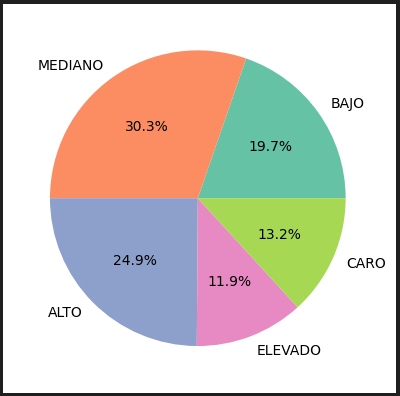 MEDIANO
BAJO
30.3%
19.7%
13.2%
24.9%
CARO
11.9%
ALTO
ELEVADO